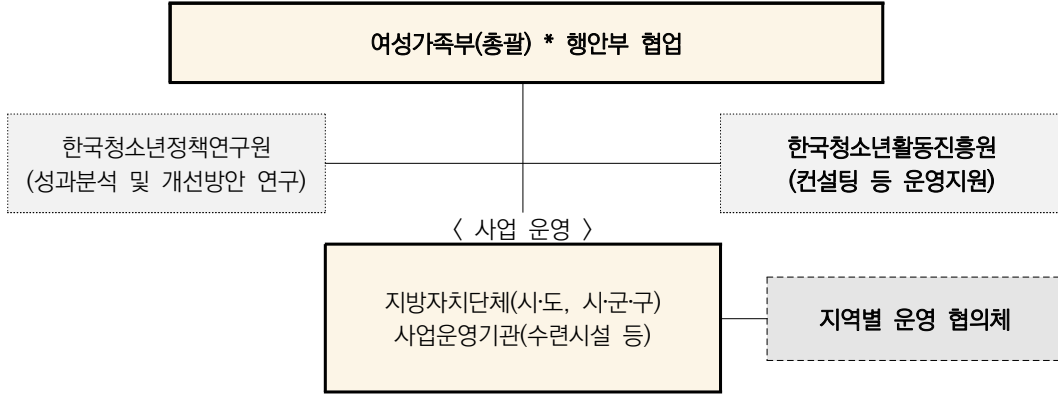 여성가족부(총괄) * 행안부 협업
한국청소년정책연구원
(성과분석 및 개선방안 연구)
한국청소년활동진흥원
(컨설팅 등 운영지원)
〈 사업 운영 〉
지방자치단체(시·도, 시·군·구)
사업운영기관(수련시설 등)
지역별 운영 협의체